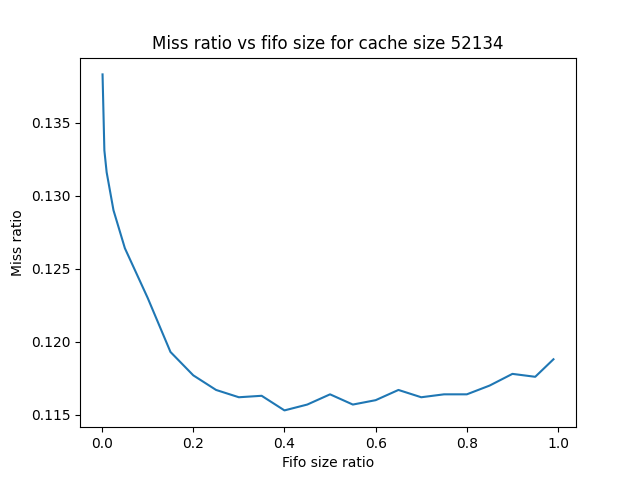 Miss ratio vs fifo size for cache size 52134
Miss ratio
0.135
0.130
0.125
0.120
0.115
0.0 0.2 0.4 0.6 0.8 1.0
Fifo size ratio